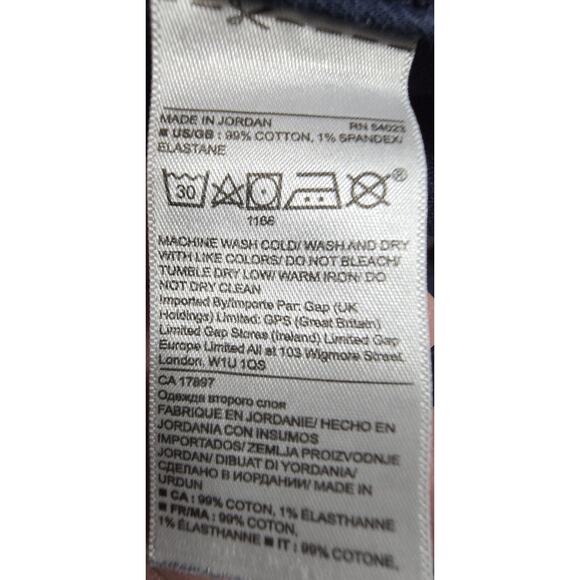 MADE IN JORDAN RN 54023
■ US/GB : 99% COTTON, 1% SPANDEX/
ELASTANE
30 ®
1166
MACHINE WASH COLD/ WASH AND DRY
WITH LIKE COLORS/ DO NOT BLEACH/
TUMBLE DRY LOW/ WARM IRON/ DO
NOT DRY CLEAN
Imported By/Importe Par: Gap (UK
Holdings) Limited: GPS (Great Britain)
Limited Gap Stores (Ireland) Limited Gap
Europe Limited All at 103 Wigmore Street
London. W1U 1QS
CA 17897
Одежда второго слоя
FABRIQUE EN JORDANIE/ HECHO EN
JORDANIA CON INSUMOS
IMPORTADOS/ ZEMLJA PROIZVODNJE
JORDAN/ DIBUAT DI YORDANIA/
СДЕЛАНО В ИОРДАНИИ/ MADE IN
URDUN
■ CA : 99% COTON, 1% ÉLASTHANNE
■ FR/MA : 99% COTON,
1% ÉLASTHANNE ■ IT : 99% COTONE,